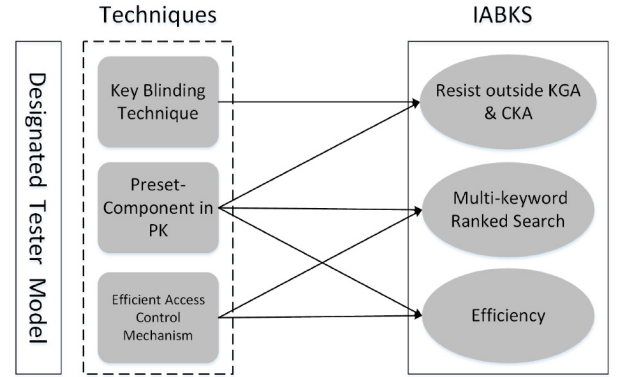 Techniques
IABKS
Designated Tester Model
Key Blinding
Technique
Preset-
Component in
PK
Efficient Access
Control
Mechanism
Resist outside KGA
& CKA
Multi-keyword
Ranked Search
Efficiency